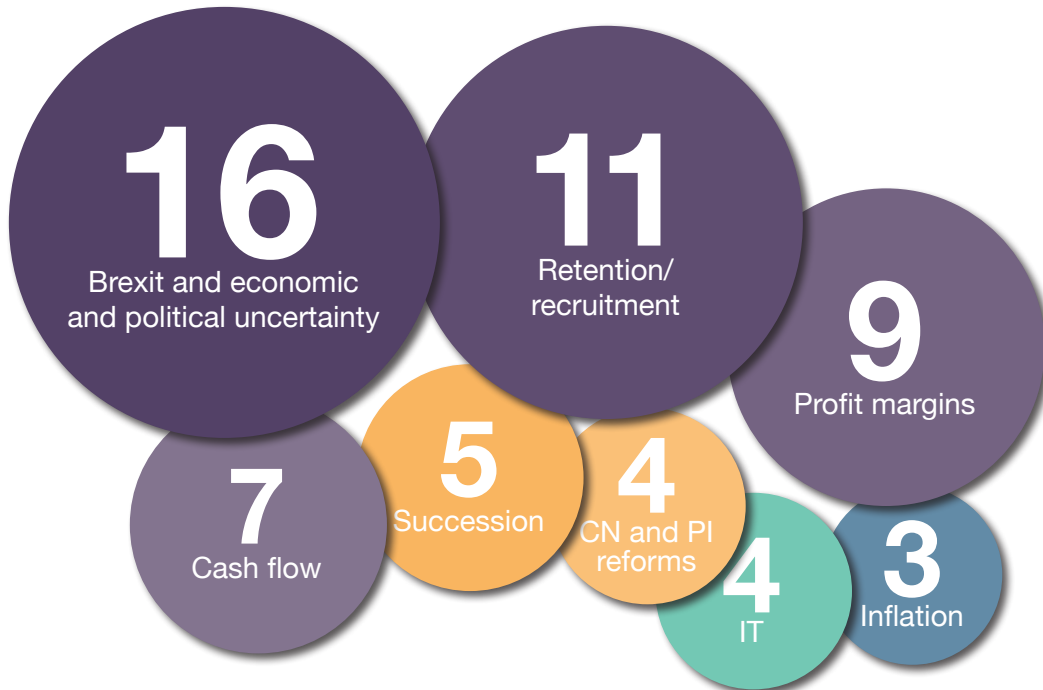 16
Brexit and economic
and political uncertainty
11
Retention/
recruitment
9
Profit margins
7
Cash flow
5
Succession
4
CN and PI
reforms
4
IT
3
Inflation